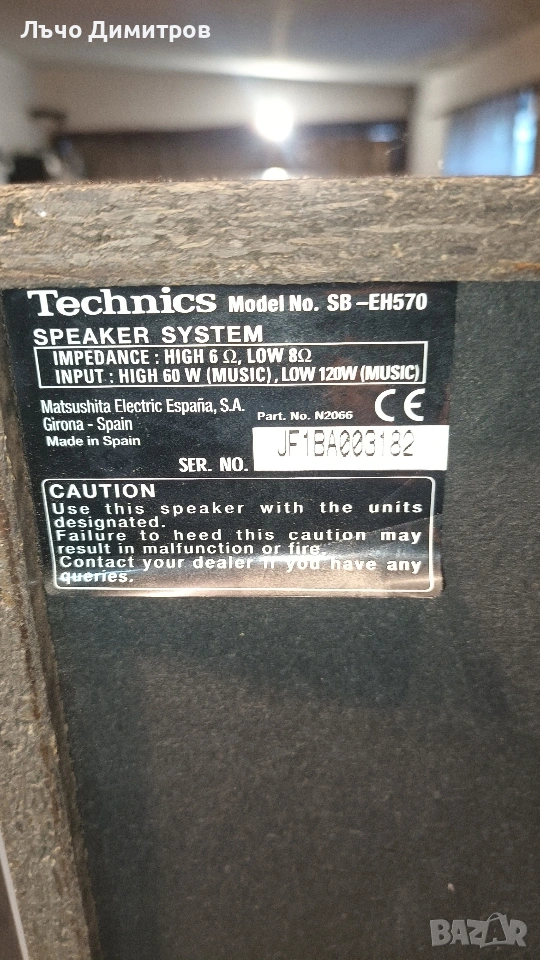 Лъчо Димитров
Technics Model No. SB-EH570
SPEAKER SYSTEM
IMPEDANCE : HIGH 6 Ω, LOW 8Ω
INPUT : HIGH 60 W (MUSIC), LOW 120W (MUSIC)
Matsushita Electric España, S.A.
Girona - Spain
Made in Spain
Part. No. N2066
CE
SER. NO. JF1BA003182
CAUTION
Use this speaker with the units
designated.
Failure to heed this caution may
result in malfunction or fire.
Contact your dealer if you have any
queries.
BAZAR